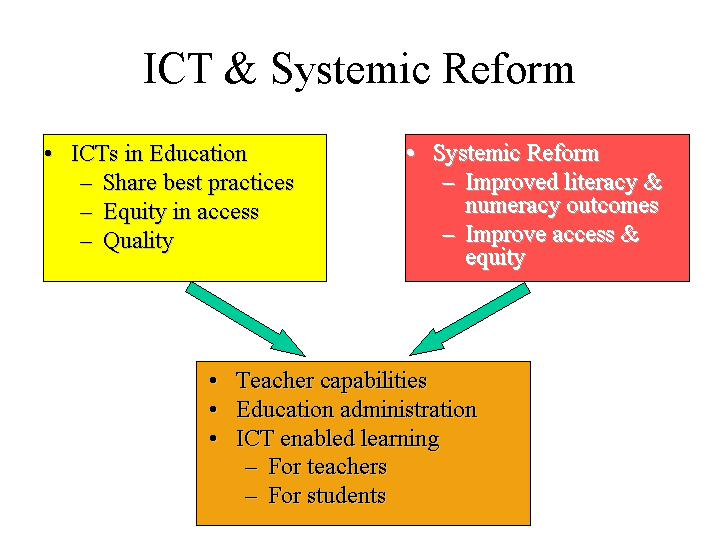 ICT & Systemic Reform
• ICTs in Education
– Share best practices
– Equity in access
– Quality
• Systemic Reform
– Improved literacy &
numeracy outcomes
– Improve access &
equity
• Teacher capabilities
• Education administration
• ICT enabled learning
– For teachers
– For students